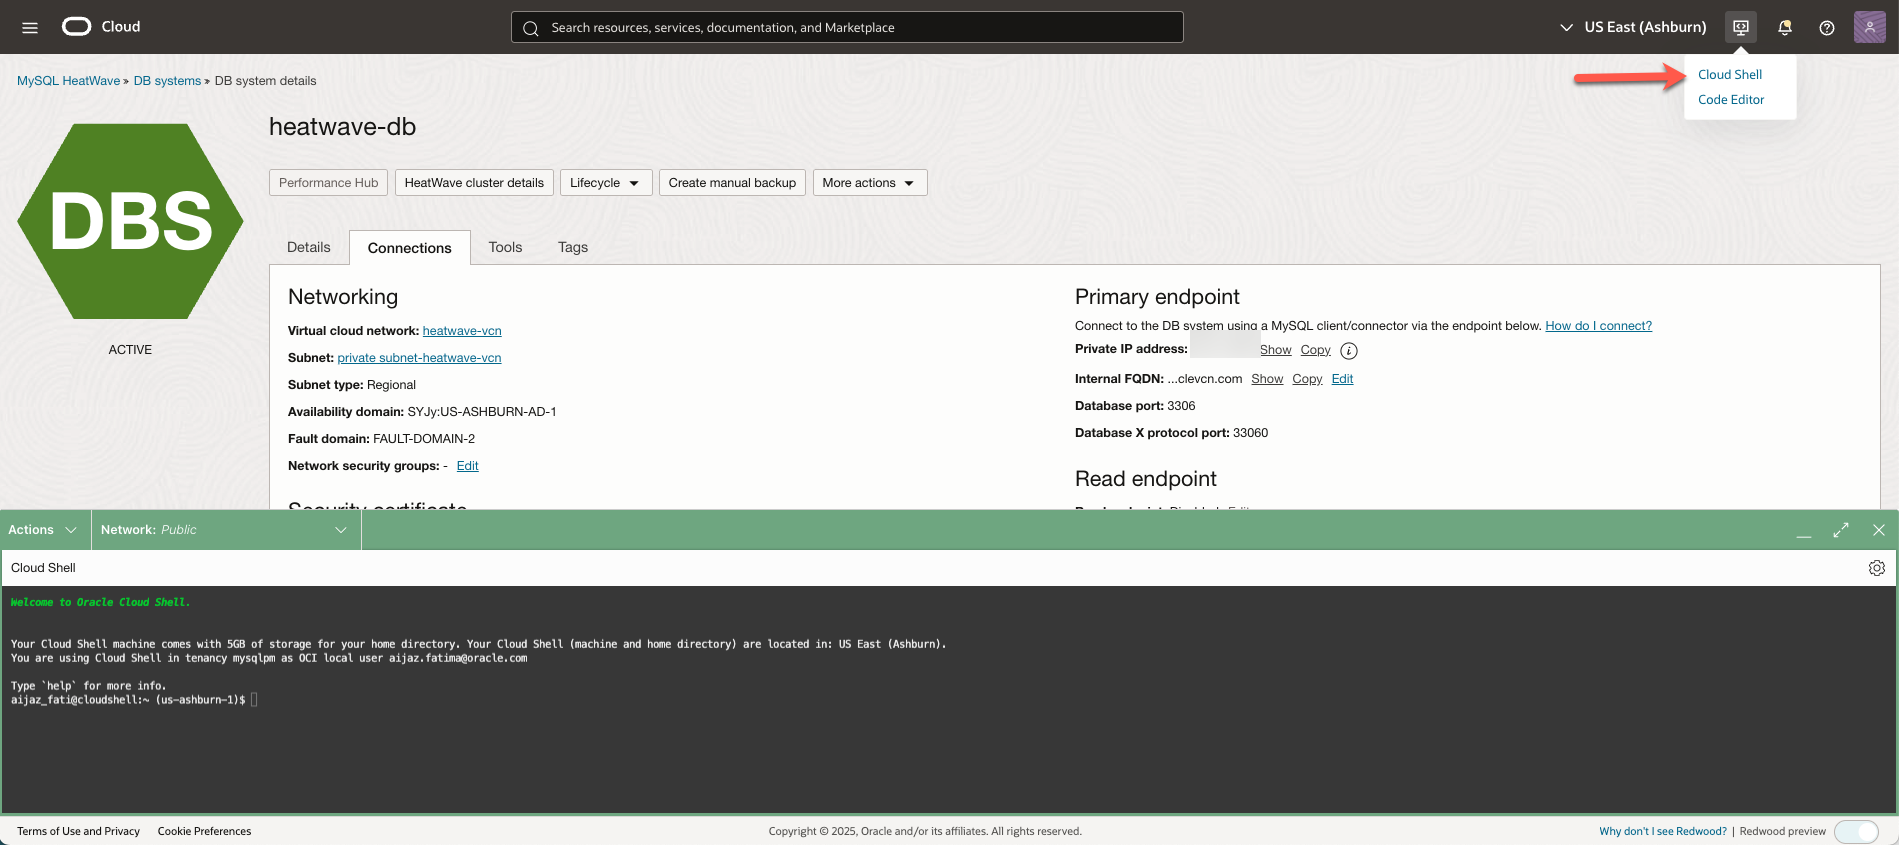 Cloud
Search resources, services, documentation, and Marketplace
US East (Ashburn)
Cloud Shell
Code Editor
MySQL HeatWave » DB systems » DB system details
DBS
ACTIVE
heatwave-db
Performance Hub
HeatWave cluster details
Lifecycle
Create manual backup
More actions
Details
Connections
Tools
Tags
Networking
Virtual cloud network: heatwave-vcn
Subnet: private subnet-heatwave-vcn
Subnet type: Regional
Availability domain: SYJy:US-ASHBURN-AD-1
Fault domain: FAULT-DOMAIN-2
Network security groups: - Edit
Security certificate
Primary endpoint
Connect to the DB system using a MySQL client/connector via the endpoint below. How do I connect?
Private IP address: Show Copy
Internal FQDN: ...clevcn.com Show Copy Edit
Database port: 3306
Database X protocol port: 33060
Read endpoint
Actions
Network: Public
Cloud Shell
Welcome to Oracle Cloud Shell.
Your Cloud Shell machine comes with 5GB of storage for your home directory. Your Cloud Shell (machine and home directory) are located in: US East (Ashburn).
You are using Cloud Shell in tenancy mysqlpm as OCI local user aijaz.fatima@oracle.com
Type `help` for more info.
aijaz_fati@cloudshell:~ (us-ashburn-1)$
Terms of Use and Privacy
Cookie Preferences
Copyright © 2025, Oracle and/or its affiliates. All rights reserved.
Why don't I see Redwood? | Redwood preview